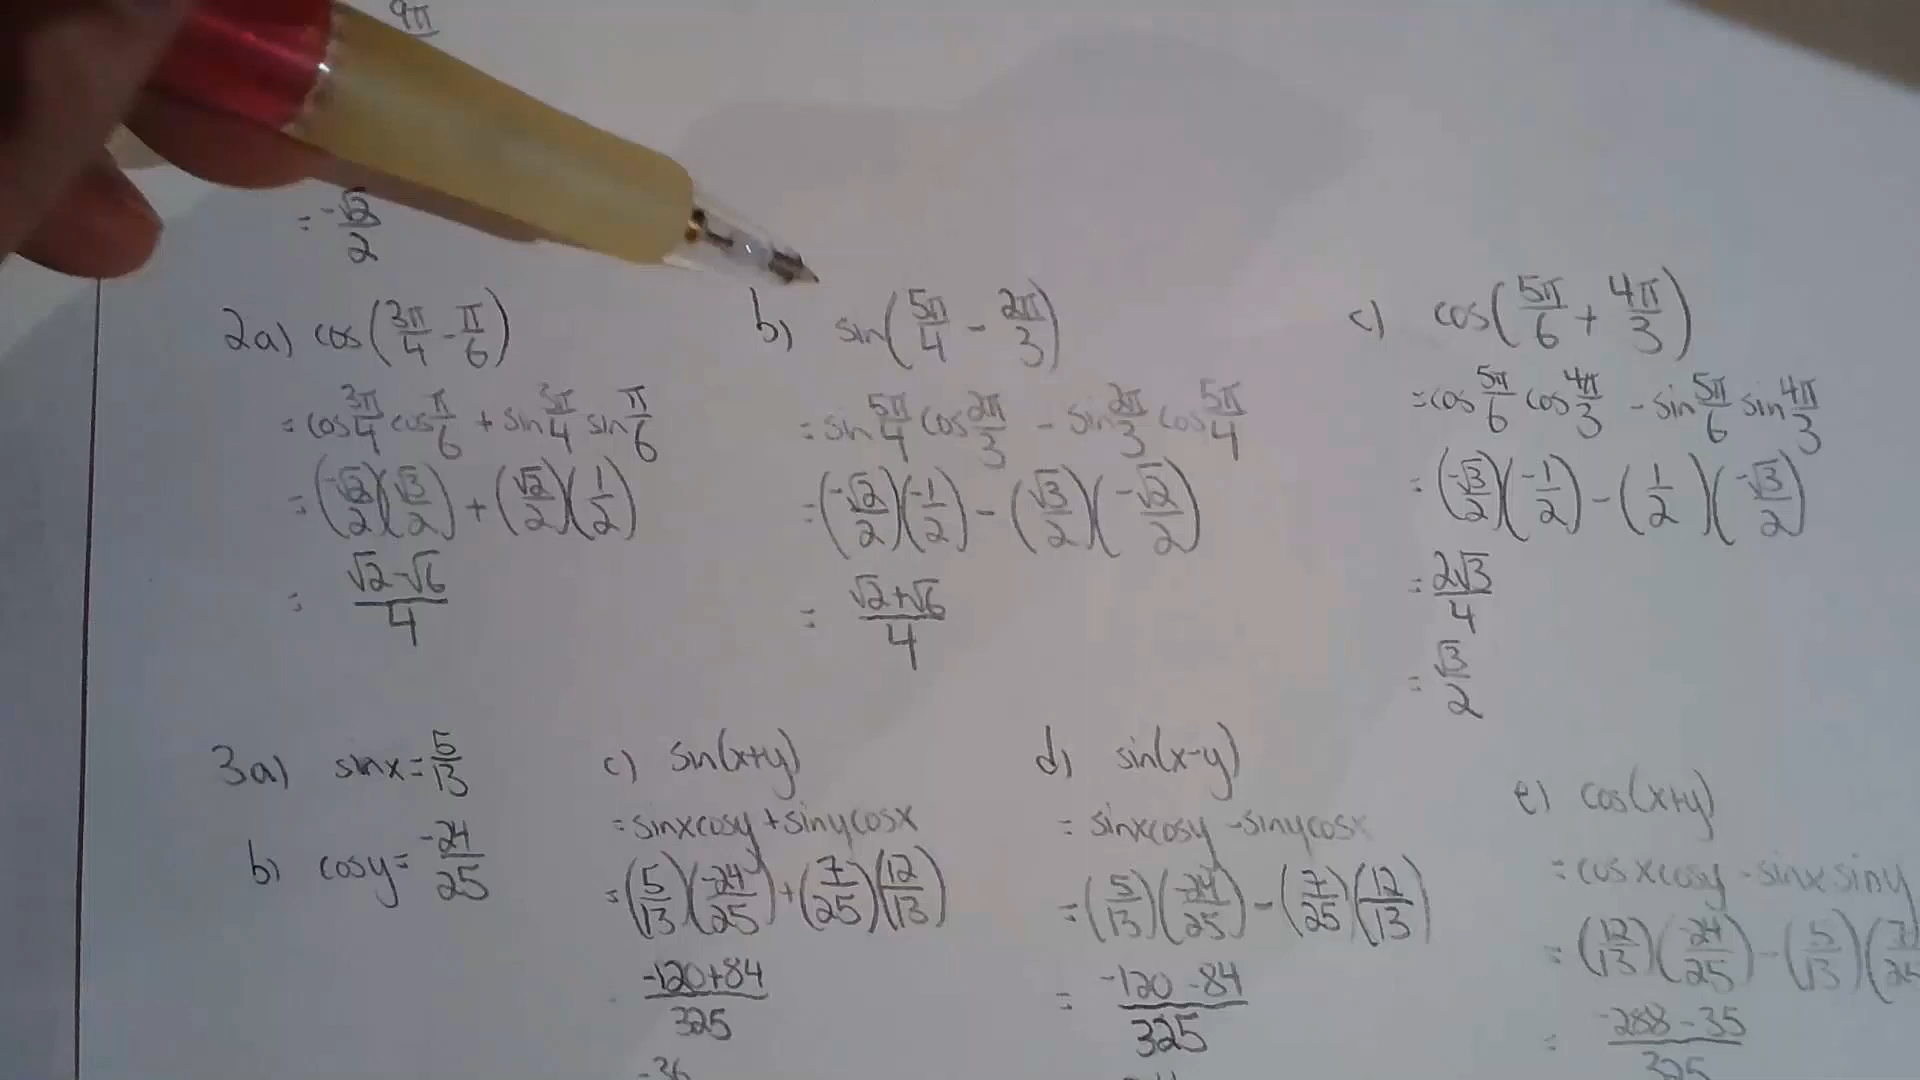 9π
= -√2/2
2a) cos(3π/4 - π/6)
= cos 3π/4 cos π/6 + sin 3π/4 sin π/6
= (-√2/2)(√3/2) + (√2/2)(1/2)
= √2-√6/4
b) sin(5π/4 - 2π/3)
= sin 5π/4 cos 2π/3 - sin 2π/3 cos 5π/4
= (-√2/2)(-1/2) - (√3/2)(-√2/2)
= √2+√6/4
c) cos(5π/6 + 4π/3)
= cos 5π/6 cos 4π/3 - sin 5π/6 sin 4π/3
= (-√3/2)(-1/2) - (1/2)(-√3/2)
= 2√3/4
= √3/2
3a) sinx = 5/13
b) cosy = -24/25
c) sin(x+y)
= sinxcosy + sinycosx
= (5/13)(-24/25) + (7/25)(12/13)
-120+84/325
-36
d) sin(x-y)
= sinxcosy - sinycosx
= (5/13)(-24/25) - (7/25)(12/13)
= -120-84/325
e) cos(x+y)
= cosxcosy - sinxsiny
= (12/13)(-24/25) - (5/13)(7/25
= -288-35/325